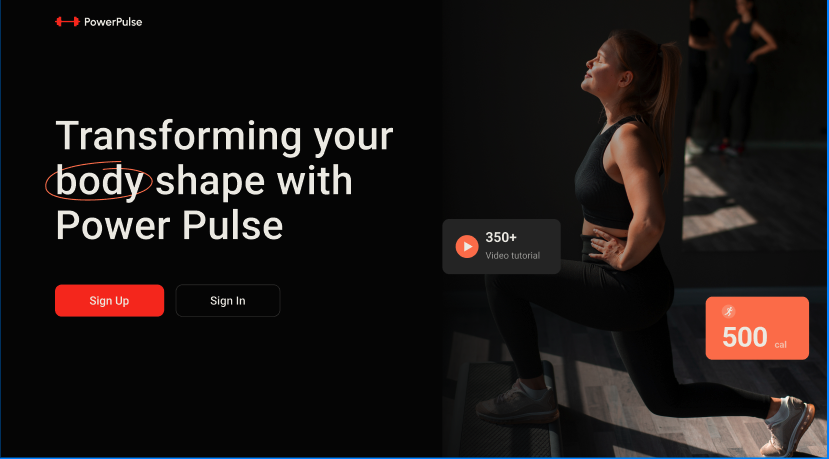 PowerPulse
Transforming your
body shape with
Power Pulse
Sign Up
Sign In
350+
Video tutorial
500 cal